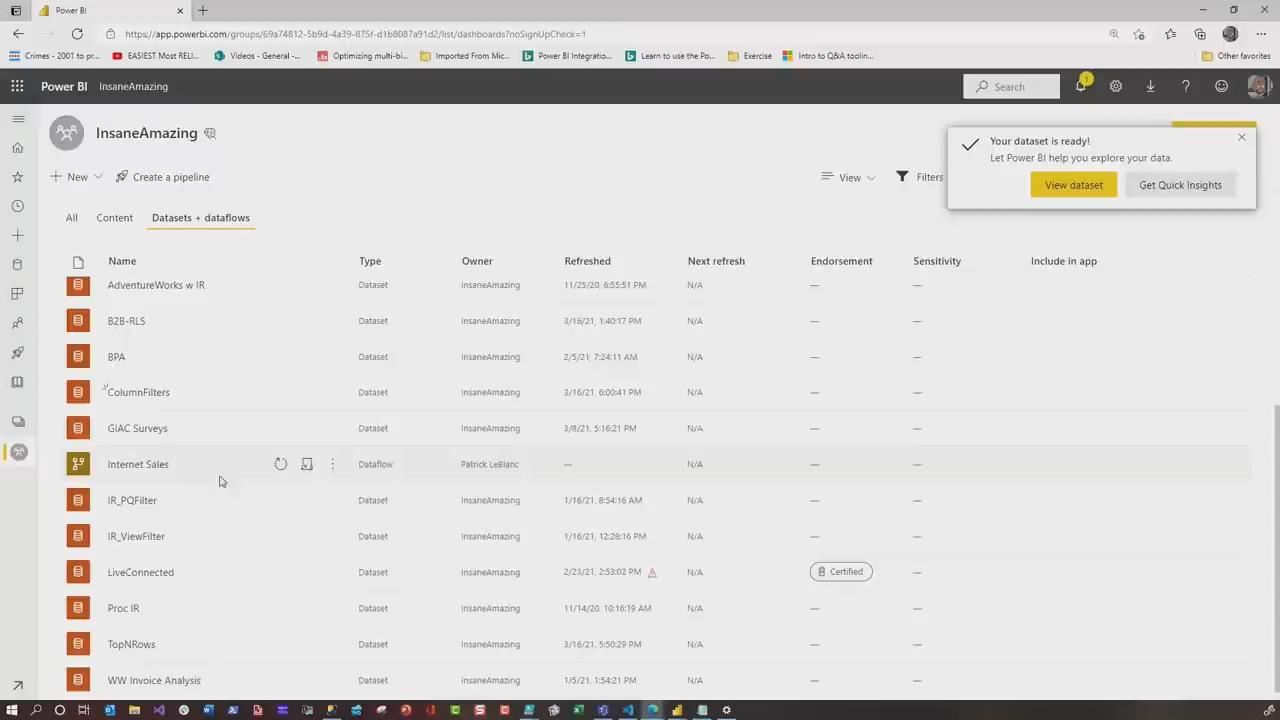 Power BI
https://app.powerbi.com/groups/69a74812-5b9d-4a39-875f-d1b8087a91d2/list/dashboards?noSignUpCheck=1
Crimes - 2001 to pr... EASIEST Most RELI... Videos - General -... Optimizing multi-bi... Imported From Mic... Power BI Integratio... Learn to use the Po... Exercise Intro to Q&A toolin... Other favorites
Power BI InsaneAmazing Search 1
InsaneAmazing
Your dataset is ready!
Let Power BI help you explore your data.
View dataset Get Quick Insights
New Create a pipeline View Filters
All Content Datasets + dataflows
Name Type Owner Refreshed Next refresh Endorsement Sensitivity Include in app
AdventureWorks w IR Dataset InsaneAmazing 11/25/20, 6:55:51 PM N/A — —
B2B-RLS Dataset InsaneAmazing 3/16/21, 1:40:17 PM N/A — —
BPA Dataset InsaneAmazing 2/5/21, 7:24:11 AM N/A — —
ColumnFilters Dataset InsaneAmazing 3/16/21, 6:00:41 PM N/A — —
GIAC Surveys Dataset InsaneAmazing 3/8/21, 5:16:21 PM N/A — —
Internet Sales Dataflow Patrick LeBlanc — N/A — —
IR_PQFilter Dataset InsaneAmazing 1/16/21, 8:54:16 AM N/A — —
IR_ViewFilter Dataset InsaneAmazing 1/16/21, 12:28:16 PM N/A — —
LiveConnected Dataset InsaneAmazing 2/23/21, 2:53:02 PM N/A Certified —
Proc IR Dataset InsaneAmazing 11/14/20, 10:16:19 AM N/A — —
TopNRows Dataset InsaneAmazing 3/16/21, 5:50:29 PM N/A — —
WW Invoice Analysis Dataset InsaneAmazing 1/5/21, 1:54:21 PM N/A — —